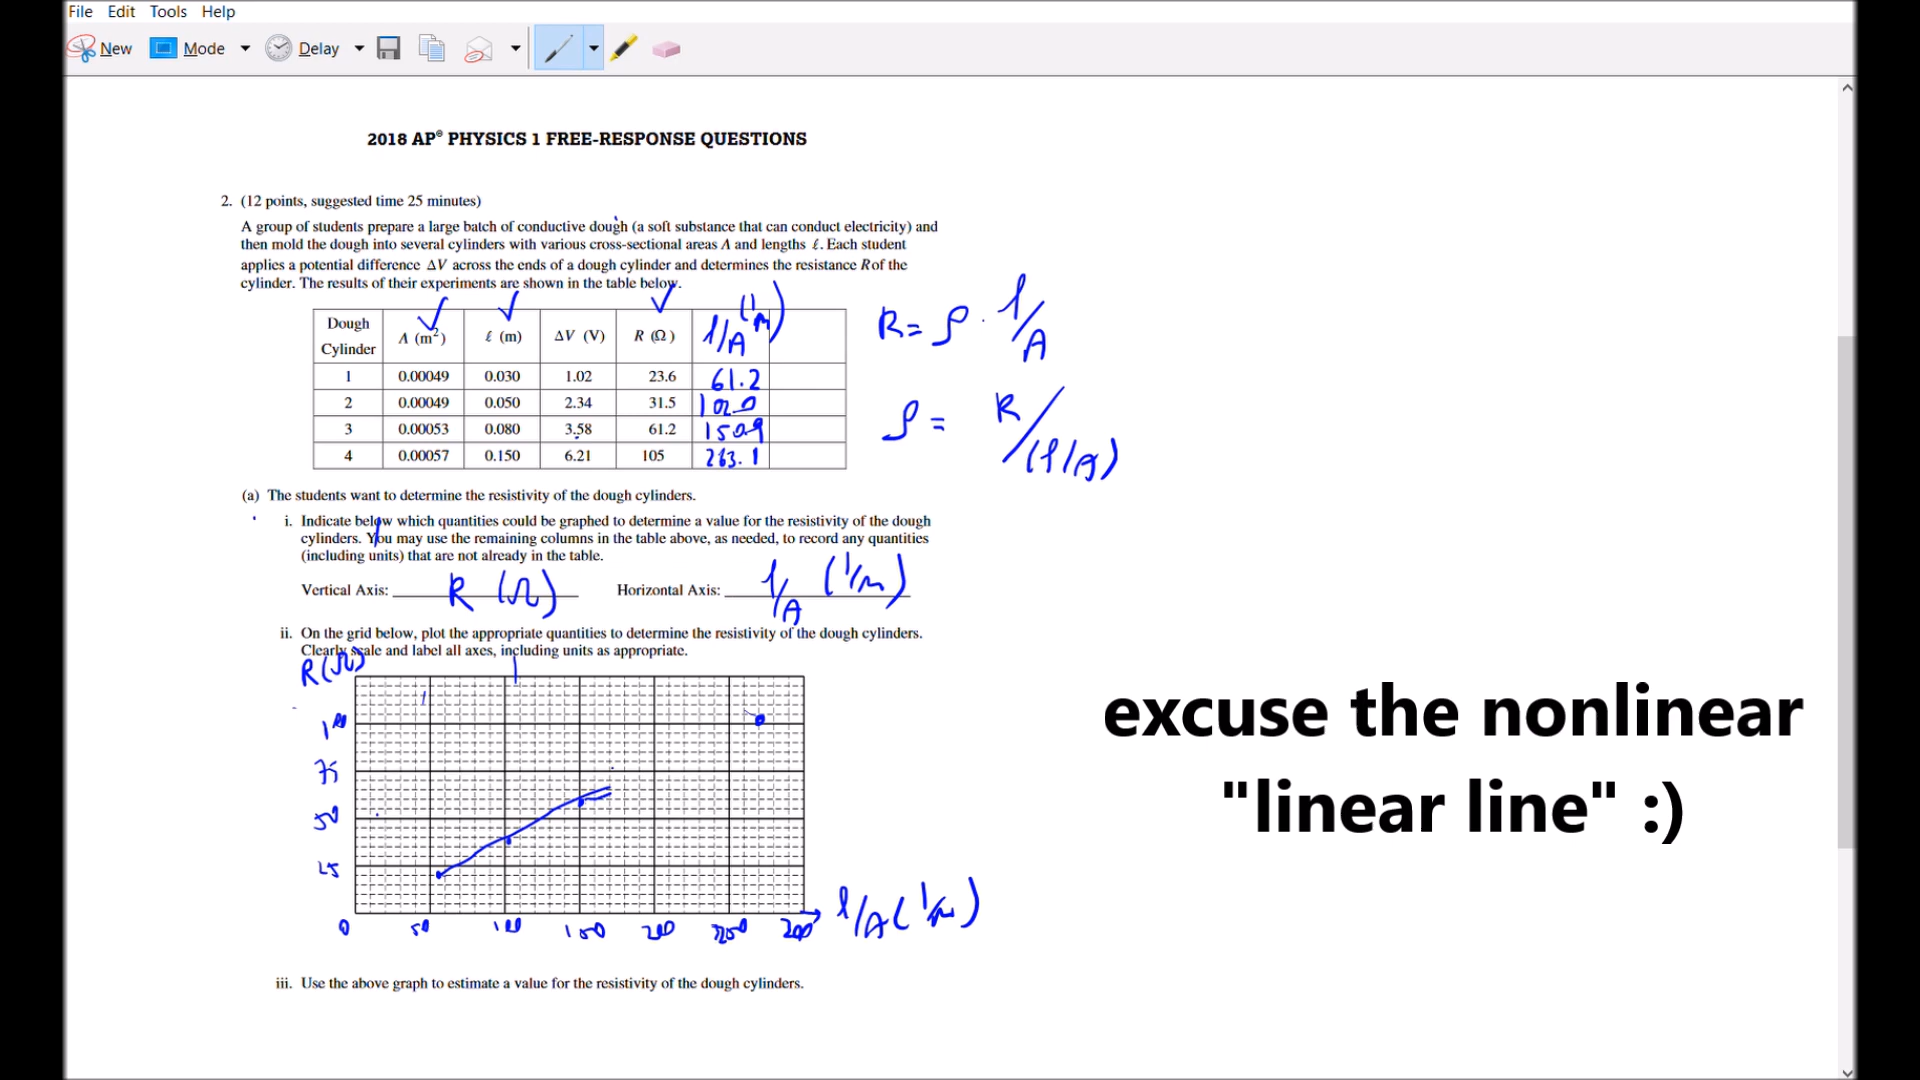 File Edit Tools Help
New Mode Delay
2018 AP® PHYSICS 1 FREE-RESPONSE QUESTIONS
2. (12 points, suggested time 25 minutes)
A group of students prepare a large batch of conductive dough (a soft substance that can conduct electricity) and
then mold the dough into several cylinders with various cross-sectional areas A and lengths ℓ. Each student
applies a potential difference ΔV across the ends of a dough cylinder and determines the resistance R of the
cylinder. The results of their experiments are shown in the table below.
Dough Cylinder A (m²) ℓ (m) ΔV (V) R (Ω) l/A (1/m)
1 0.00049 0.030 1.02 23.6 61.2
2 0.00049 0.050 2.34 31.5 102.0
3 0.00053 0.080 3.58 61.2 150.9
4 0.00057 0.150 6.21 105 263.1
R = ρ · l/A
ρ = R/(l/A)
(a) The students want to determine the resistivity of the dough cylinders.
i. Indicate below which quantities could be graphed to determine a value for the resistivity of the dough
cylinders. You may use the remaining columns in the table above, as needed, to record any quantities
(including units) that are not already in the table.
Vertical Axis: R (Ω) Horizontal Axis: l/A (1/m)
ii. On the grid below, plot the appropriate quantities to determine the resistivity of the dough cylinders.
Clearly scale and label all axes, including units as appropriate.
R (Ω)
100
75
50
25
0 50 100 150 200 250 l/A (1/m)
iii. Use the above graph to estimate a value for the resistivity of the dough cylinders.
excuse the nonlinear
"linear line" :)